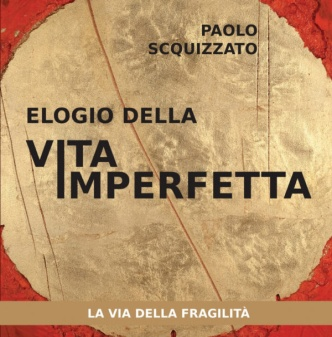 PAOLO
SCQUIZZATO
ELOGIO DELLA
VITA
IMPERFETTA
LA VIA DELLA FRAGILITÀ